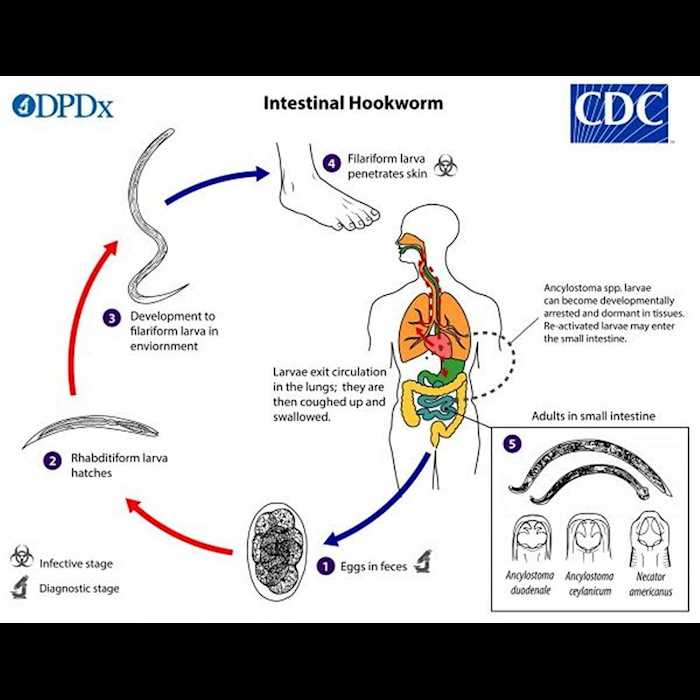 DPDx
Intestinal Hookworm
CDC
4
Filariform larva
penetrates skin
3
Development to
filariform larva in
enviornment
Ancylostoma spp. larvae
can become developmentally
arrested and dormant in tissues.
Re-activated larvae may enter
the small intestine.
Larvae exit circulation
in the lungs; they are
then coughed up and
swallowed.
Adults in small intestine
5
2
Rhabditiform larva
hatches
1
Eggs in feces
Infective stage
Diagnostic stage
Ancylostoma
duodenale
Ancylostoma
ceylanicum
Necator
americanus